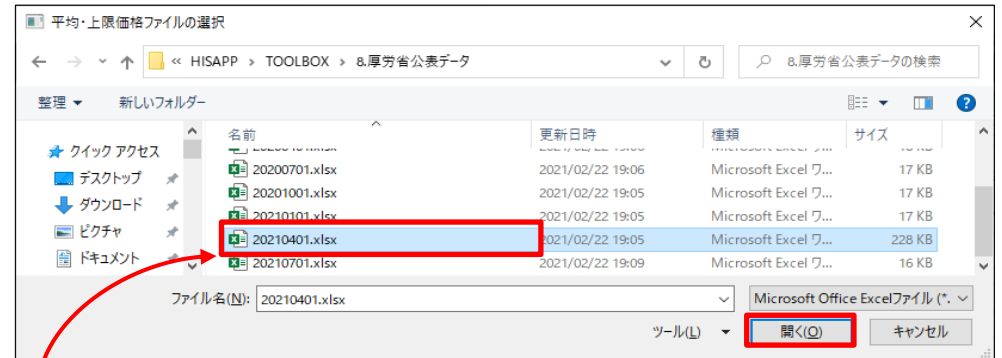 平均・上限価格ファイルの選択
« HISAPP › TOOLBOX › 8.厚労省公表データ
8.厚労省公表データの検索
整理 新しいフォルダー
名前 更新日時 種類 サイズ
クイック アクセス
デスクトップ
ダウンロード
ピクチャ
ドキュメント
20200701.xlsx 2021/02/22 19:06 Microsoft Excel ワ... 17 KB
20201001.xlsx 2021/02/22 19:05 Microsoft Excel ワ... 17 KB
20210101.xlsx 2021/02/22 19:05 Microsoft Excel ワ... 17 KB
20210401.xlsx 2021/02/22 19:05 Microsoft Excel ワ... 228 KB
20210701.xlsx 2021/02/22 19:09 Microsoft Excel ワ... 16 KB
ファイル名(N): 20210401.xlsx Microsoft Office Excelファイル (*.
ツール(L) 開く(O) キャンセル